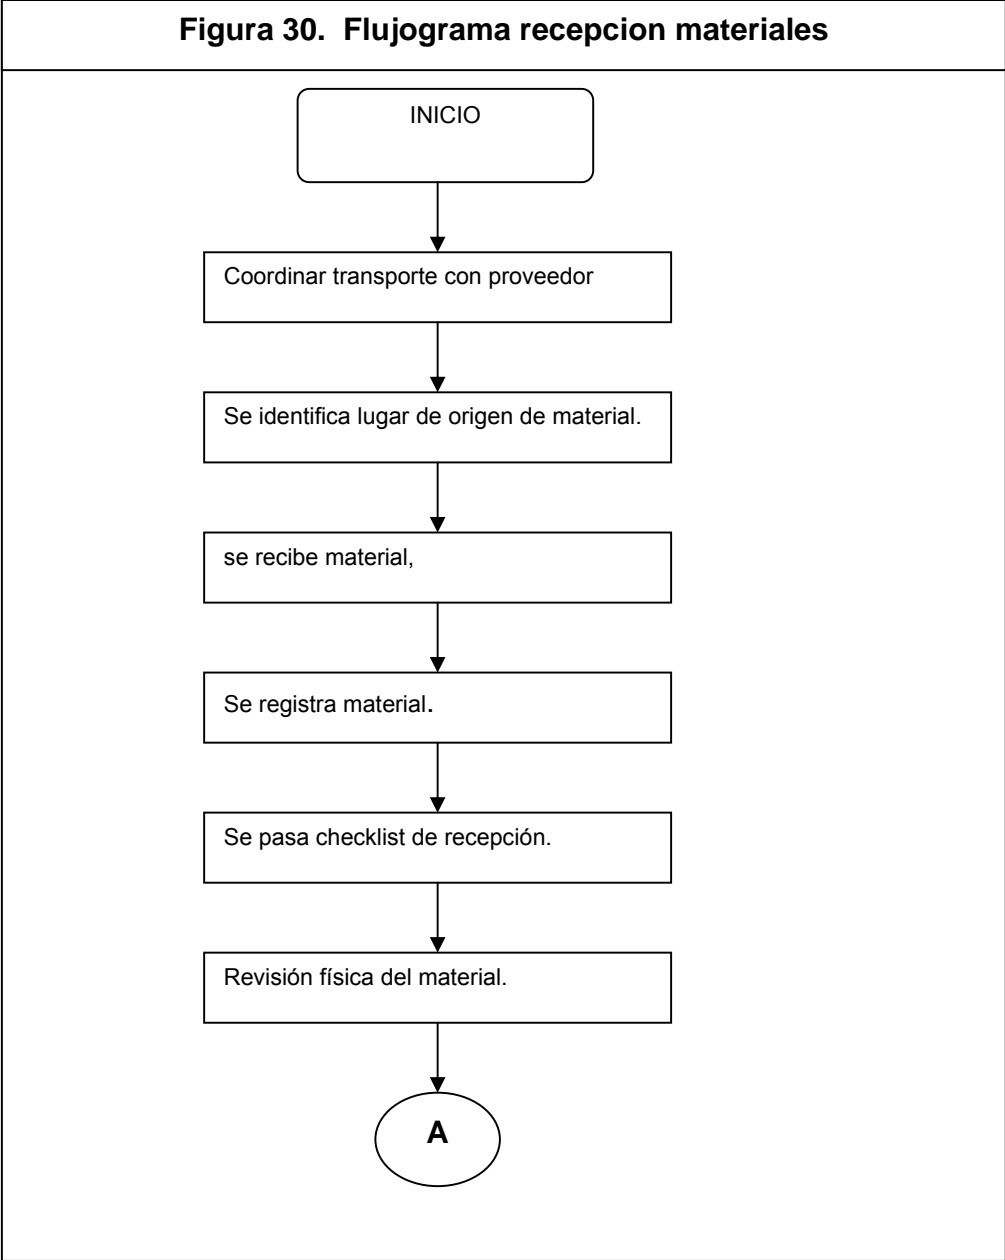 Figura 30.  Flujograma recepcion materiales
INICIO
Coordinar transporte con proveedor
Se identifica lugar de origen de material.
se recibe material,
Se registra material.
Se pasa checklist de recepción.
Revisión física del material.
A